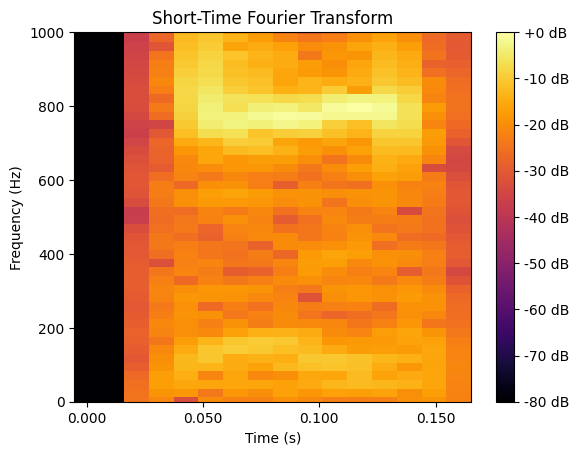 Short-Time Fourier Transform
1000
800
600
400
200
0
Frequency (Hz)
0.000
0.050
0.100
0.150
Time (s)
+0 dB
-10 dB
-20 dB
-30 dB
-40 dB
-50 dB
-60 dB
-70 dB
-80 dB